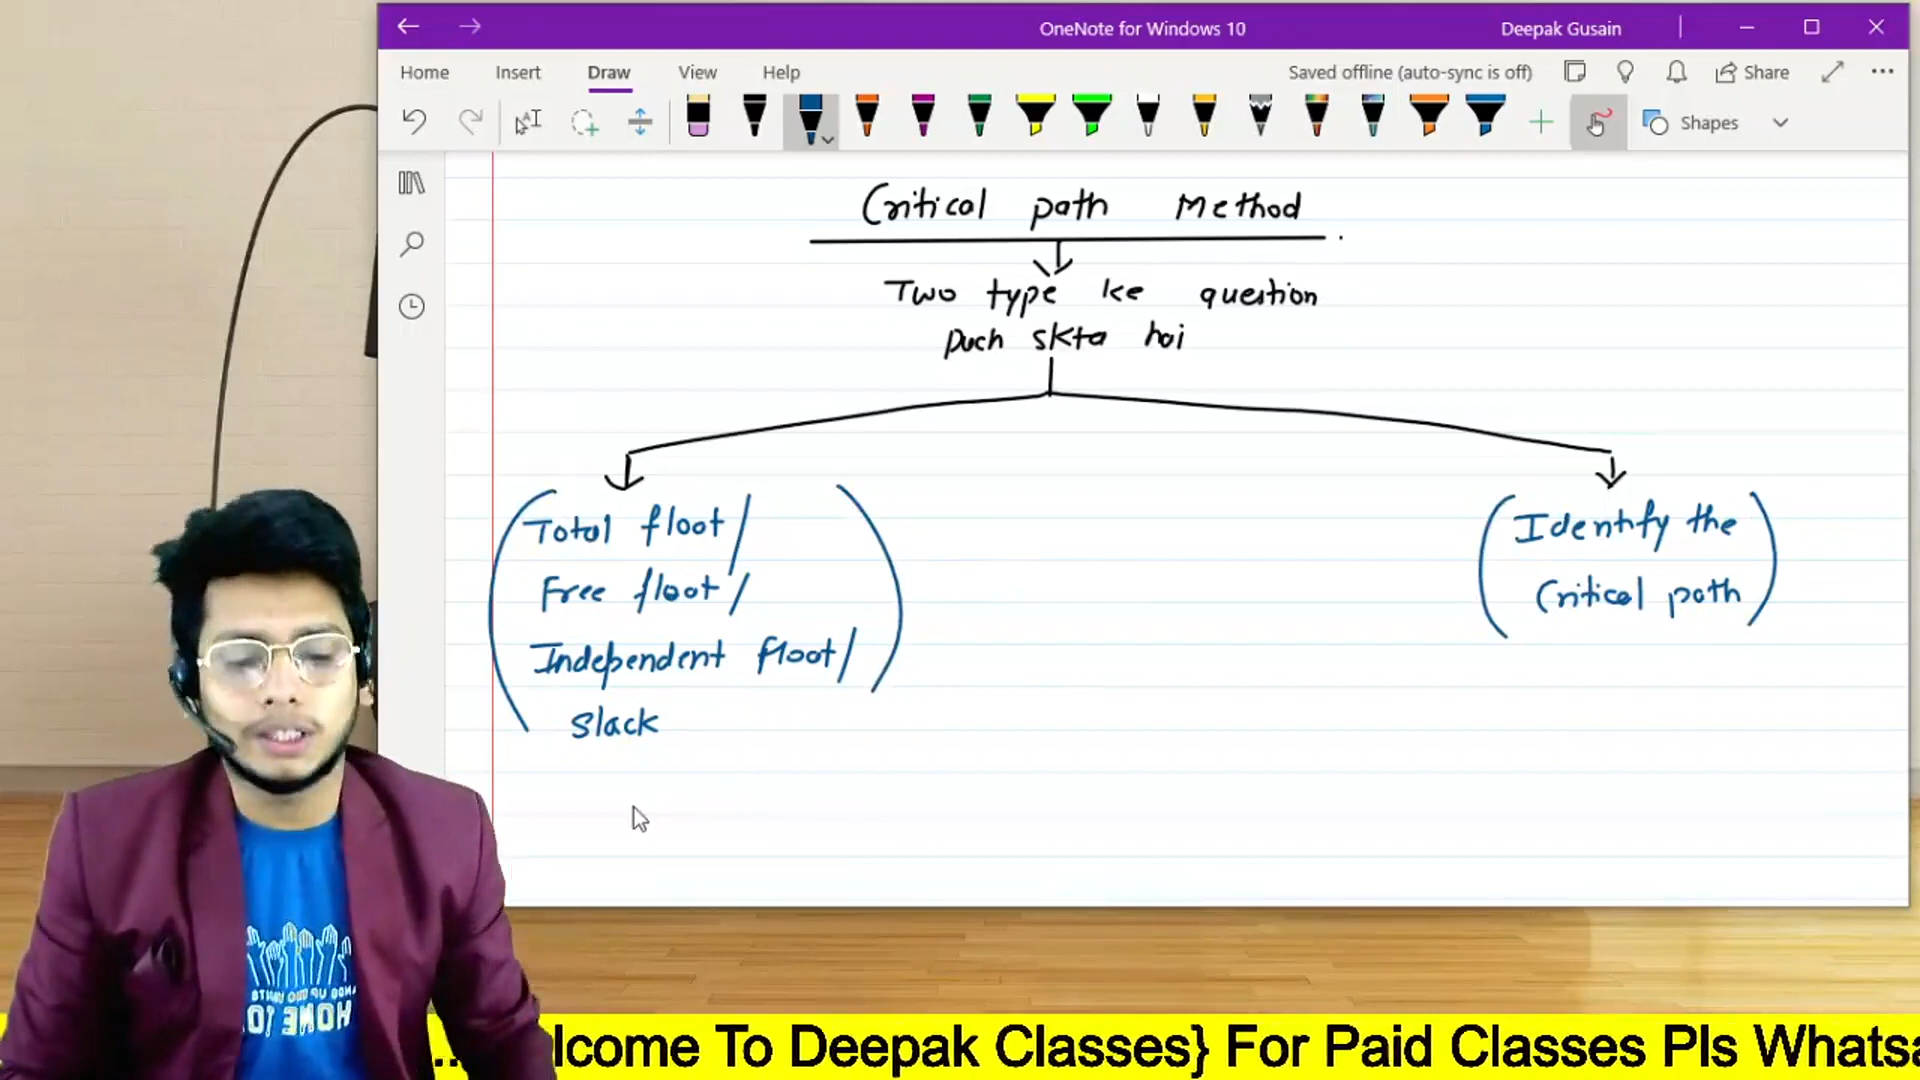 OneNote for Windows 10
Deepak Gusain
Home Insert Draw View Help
Saved offline (auto-sync is off)
Share
Shapes
Critical path Method
Two type ke question
puch skta hai
Total float/
Free float/
Independent float/
Slack
Identify the
Critical path
HOME TO
...lcome To Deepak Classes} For Paid Classes Pls Whatsa